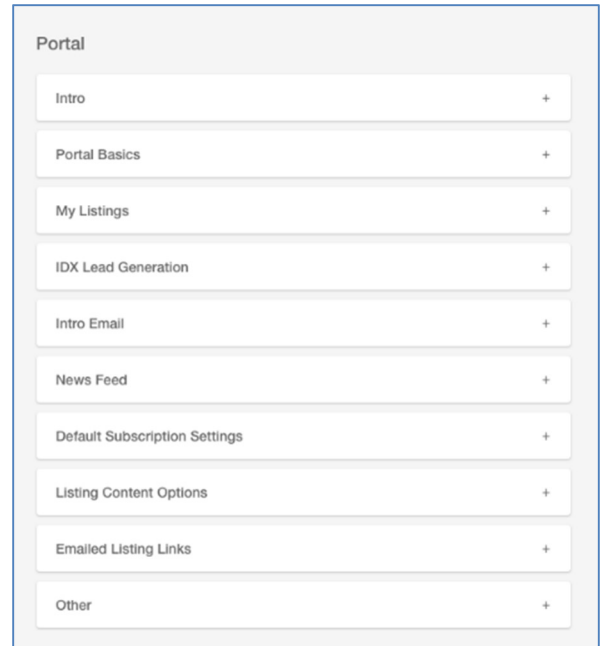 Portal
Intro +
Portal Basics +
My Listings +
IDX Lead Generation +
Intro Email +
News Feed +
Default Subscription Settings +
Listing Content Options +
Emailed Listing Links +
Other +